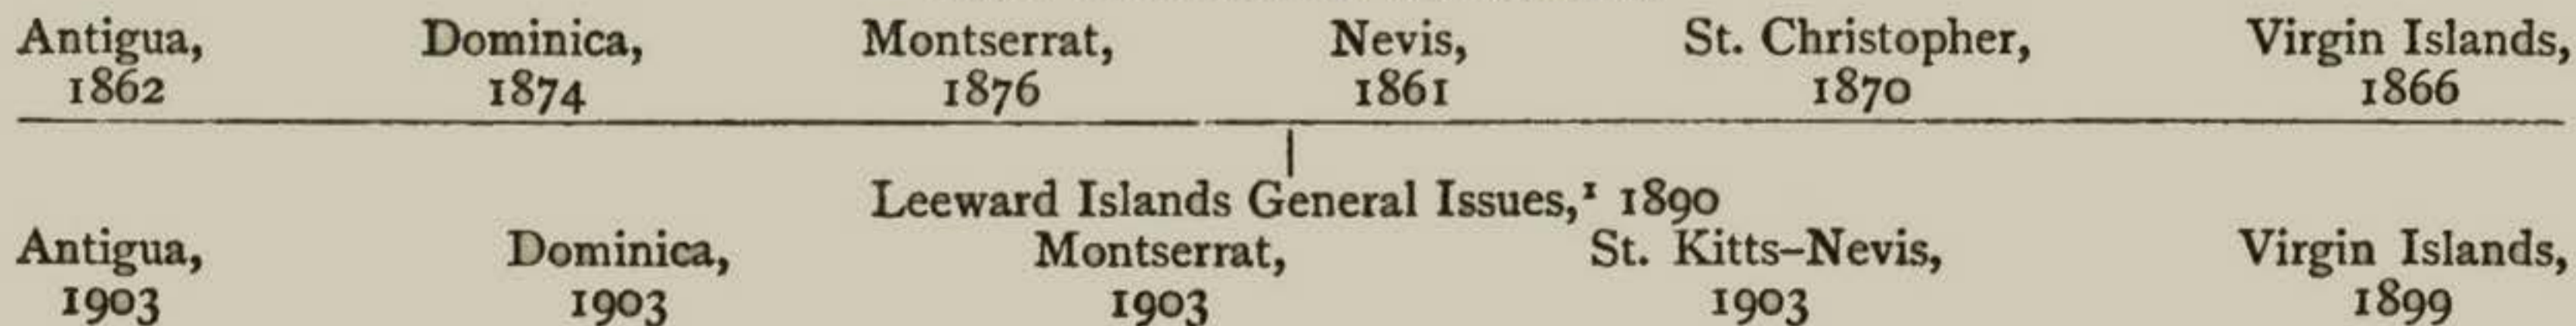 Antigua, Dominica, Montserrat, Nevis, St. Christopher, Virgin Islands,
1862 1874 1876 1861 1870 1866
Leeward Islands General Issues,¹ 1890
Antigua, Dominica, Montserrat, St. Kitts–Nevis, Virgin Islands,
1903 1903 1903 1903 1899